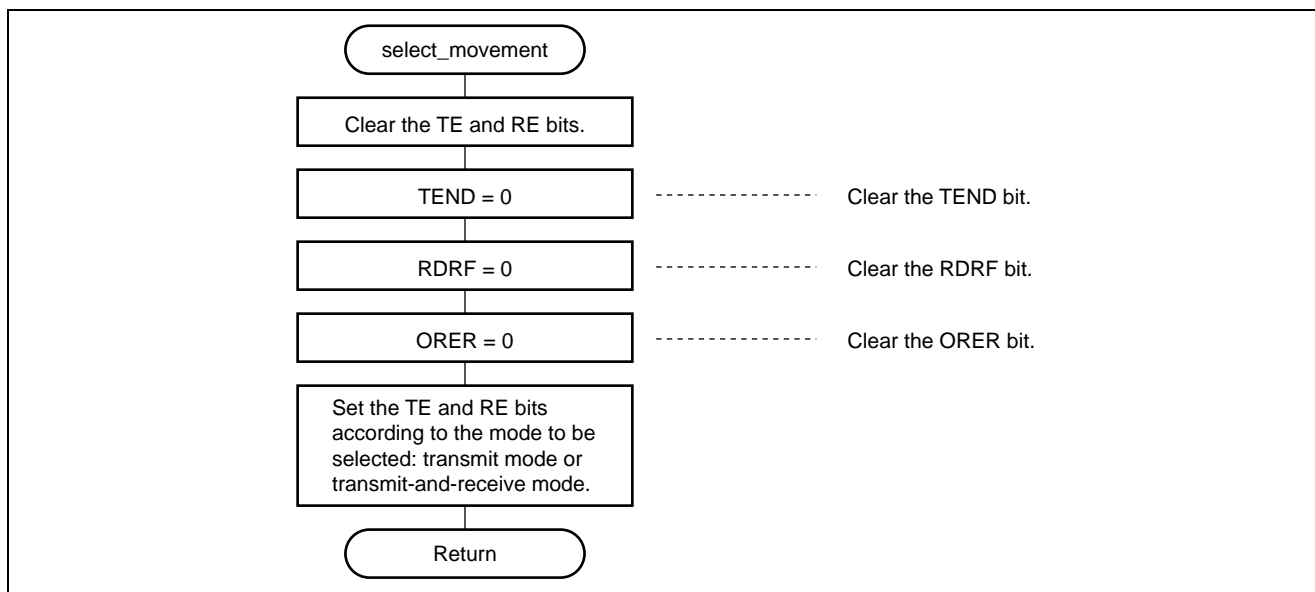 select_movement
Clear the TE and RE bits.
TEND = 0
Clear the TEND bit.
RDRF = 0
Clear the RDRF bit.
ORER = 0
Clear the ORER bit.
Set the TE and RE bits
according to the mode to be
selected: transmit mode or
transmit-and-receive mode.
Return